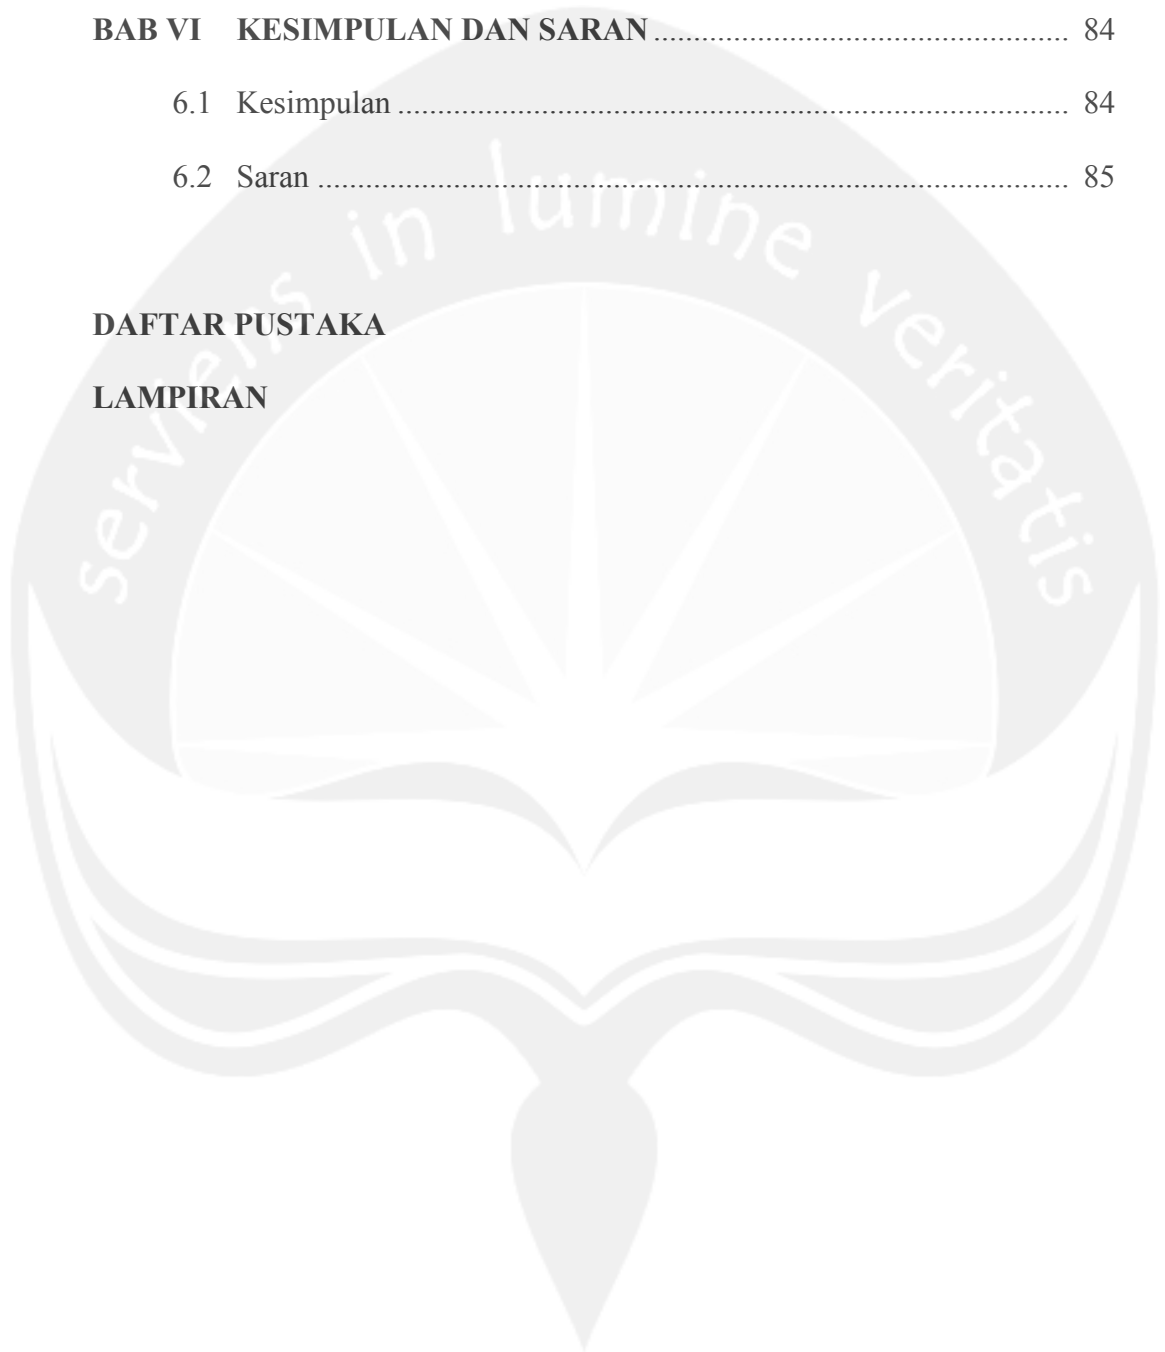 BAB VI KESIMPULAN DAN SARAN ........................................................ 84
6.1 Kesimpulan ........................................................................................ 84
6.2 Saran .................................................................................................. 85
serviens in lumine veritatis
DAFTAR PUSTAKA
LAMPIRAN